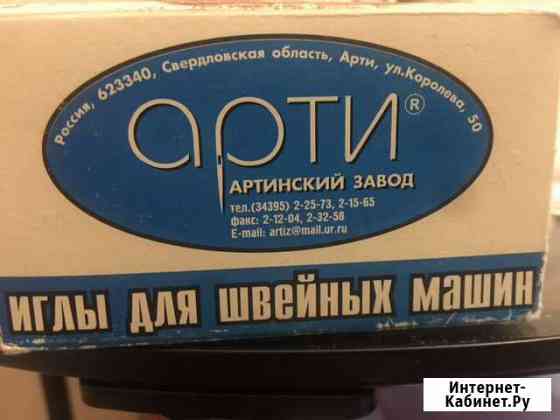 Россия, 623340, Свердловская область, Арти, ул.Королева, 50
арти®
АРТИНСКИЙ ЗАВОД
тел.(34395) 2-25-73, 2-15-65
факс: 2-12-04, 2-32-58
E-mail: artiz@mail.ur.ru
ИГЛЫ ДЛЯ ШВЕЙНЫХ МАШИН
Интернет-
Кабинет.Ру